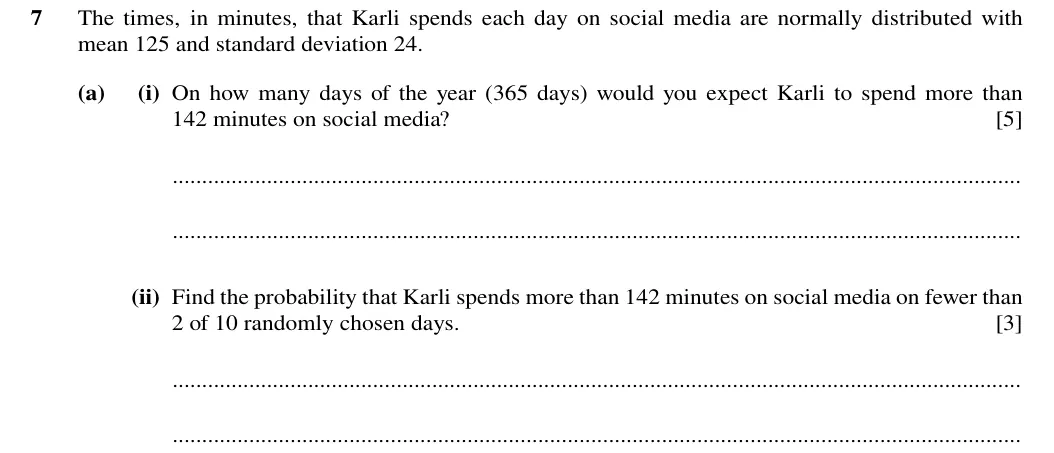 7 The times, in minutes, that Karli spends each day on social media are normally distributed with
mean 125 and standard deviation 24.
(a) (i) On how many days of the year (365 days) would you expect Karli to spend more than
142 minutes on social media? [5]
(ii) Find the probability that Karli spends more than 142 minutes on social media on fewer than
2 of 10 randomly chosen days. [3]